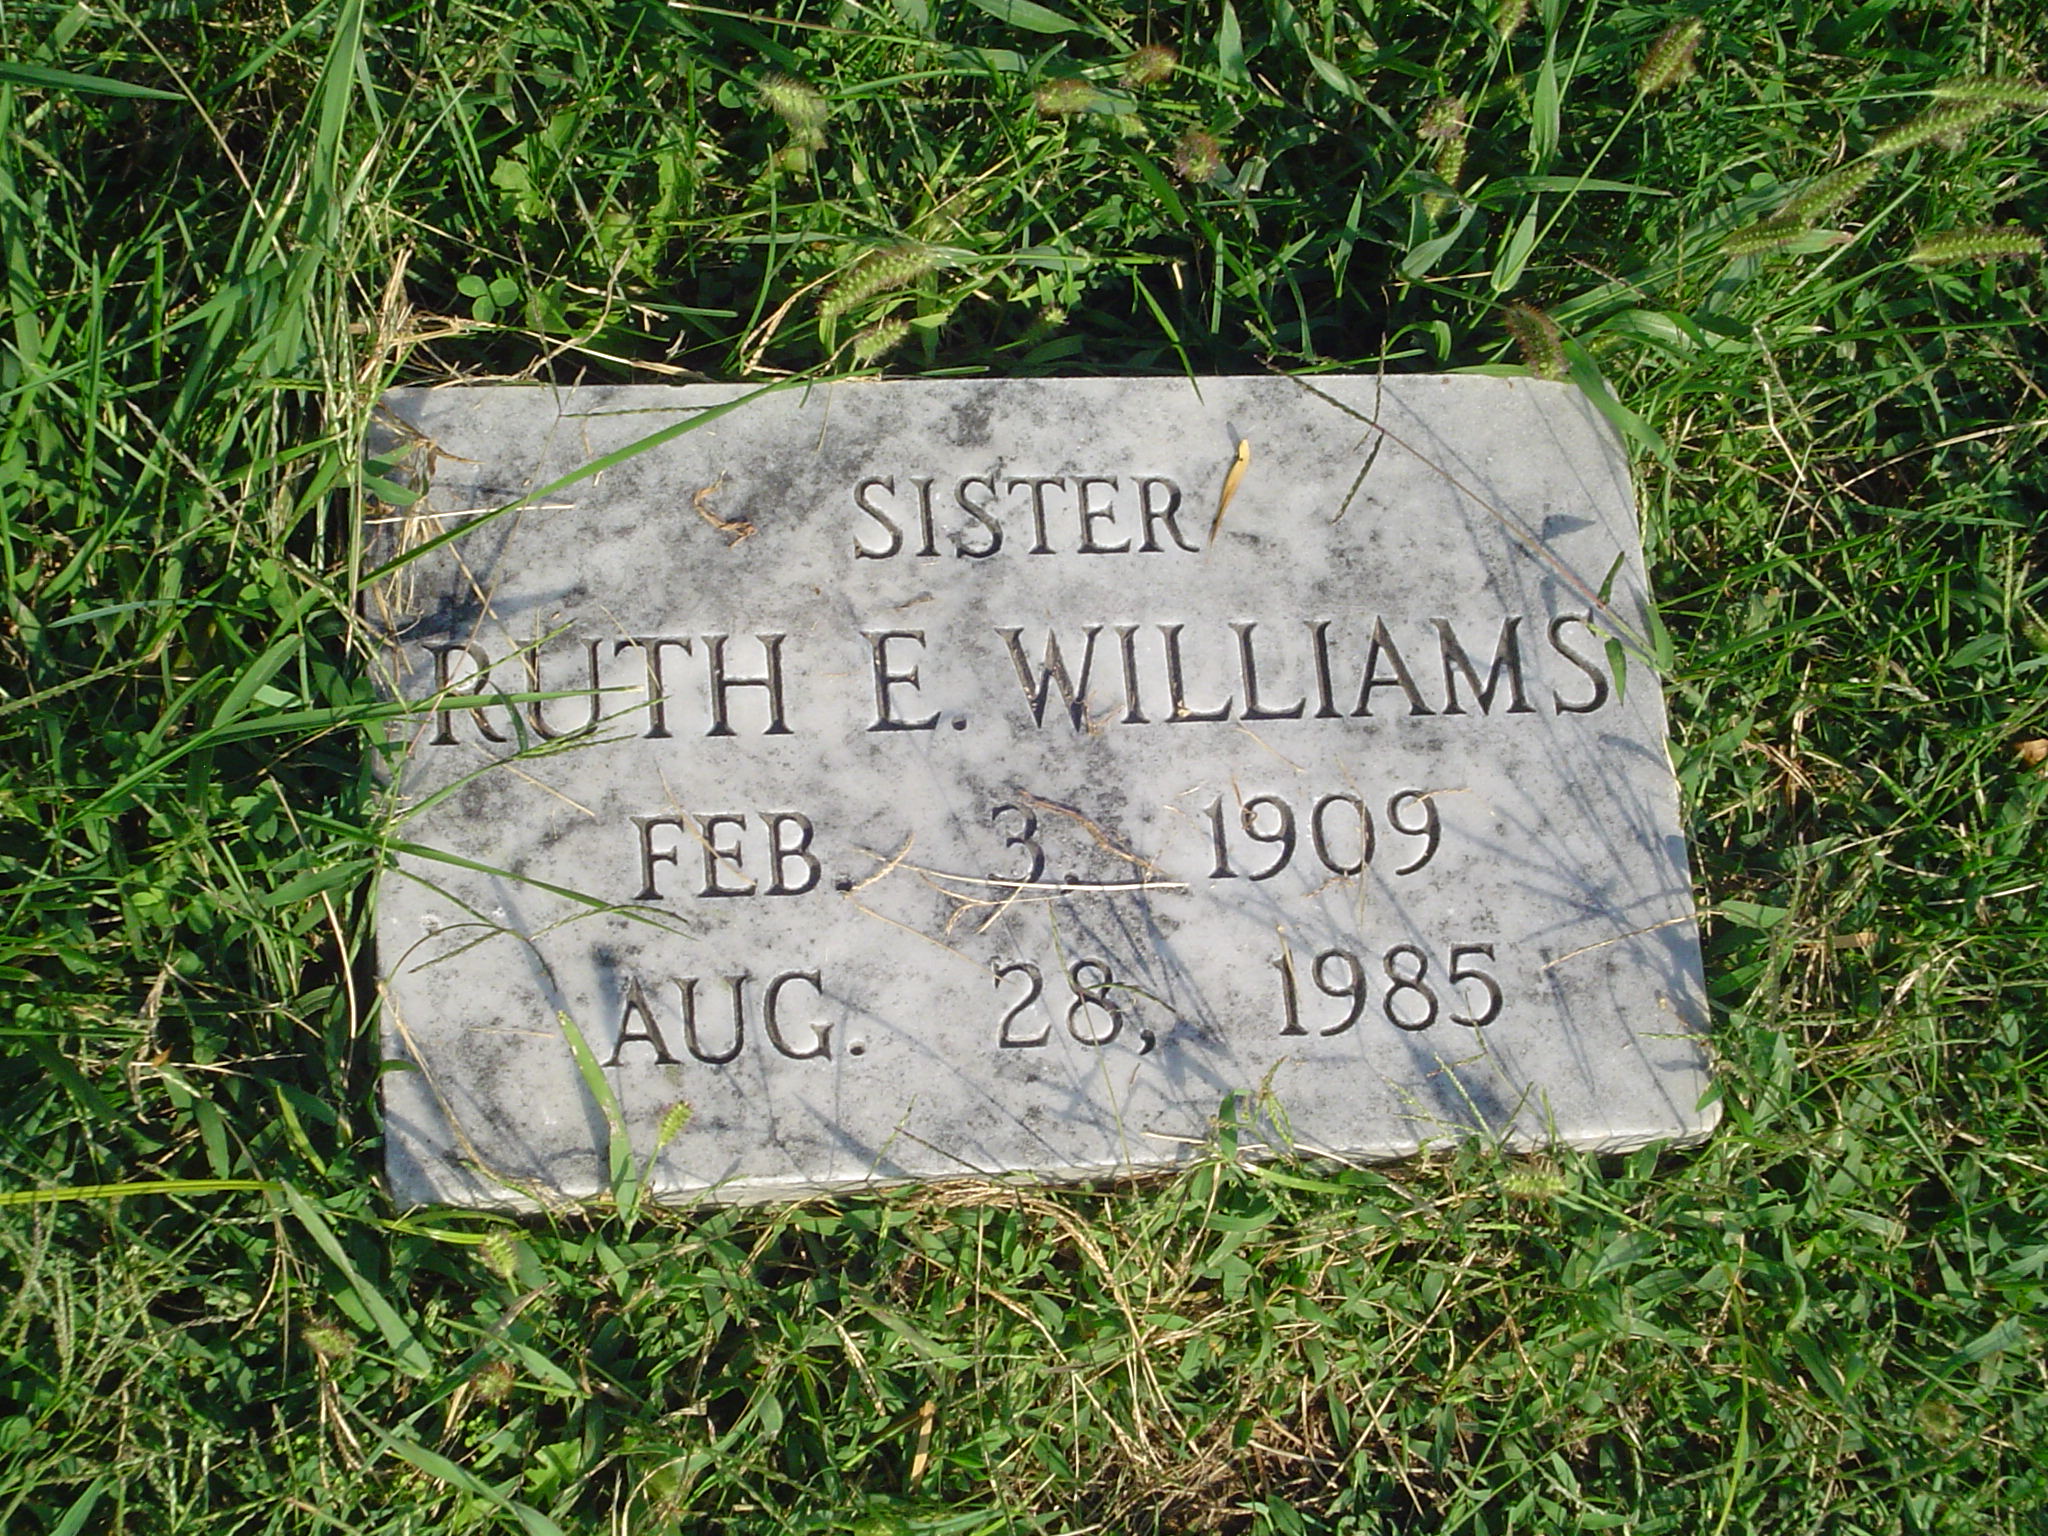 SISTER
RUTH E. WILLIAMS
FEB. 3, 1909
AUG. 28, 1985